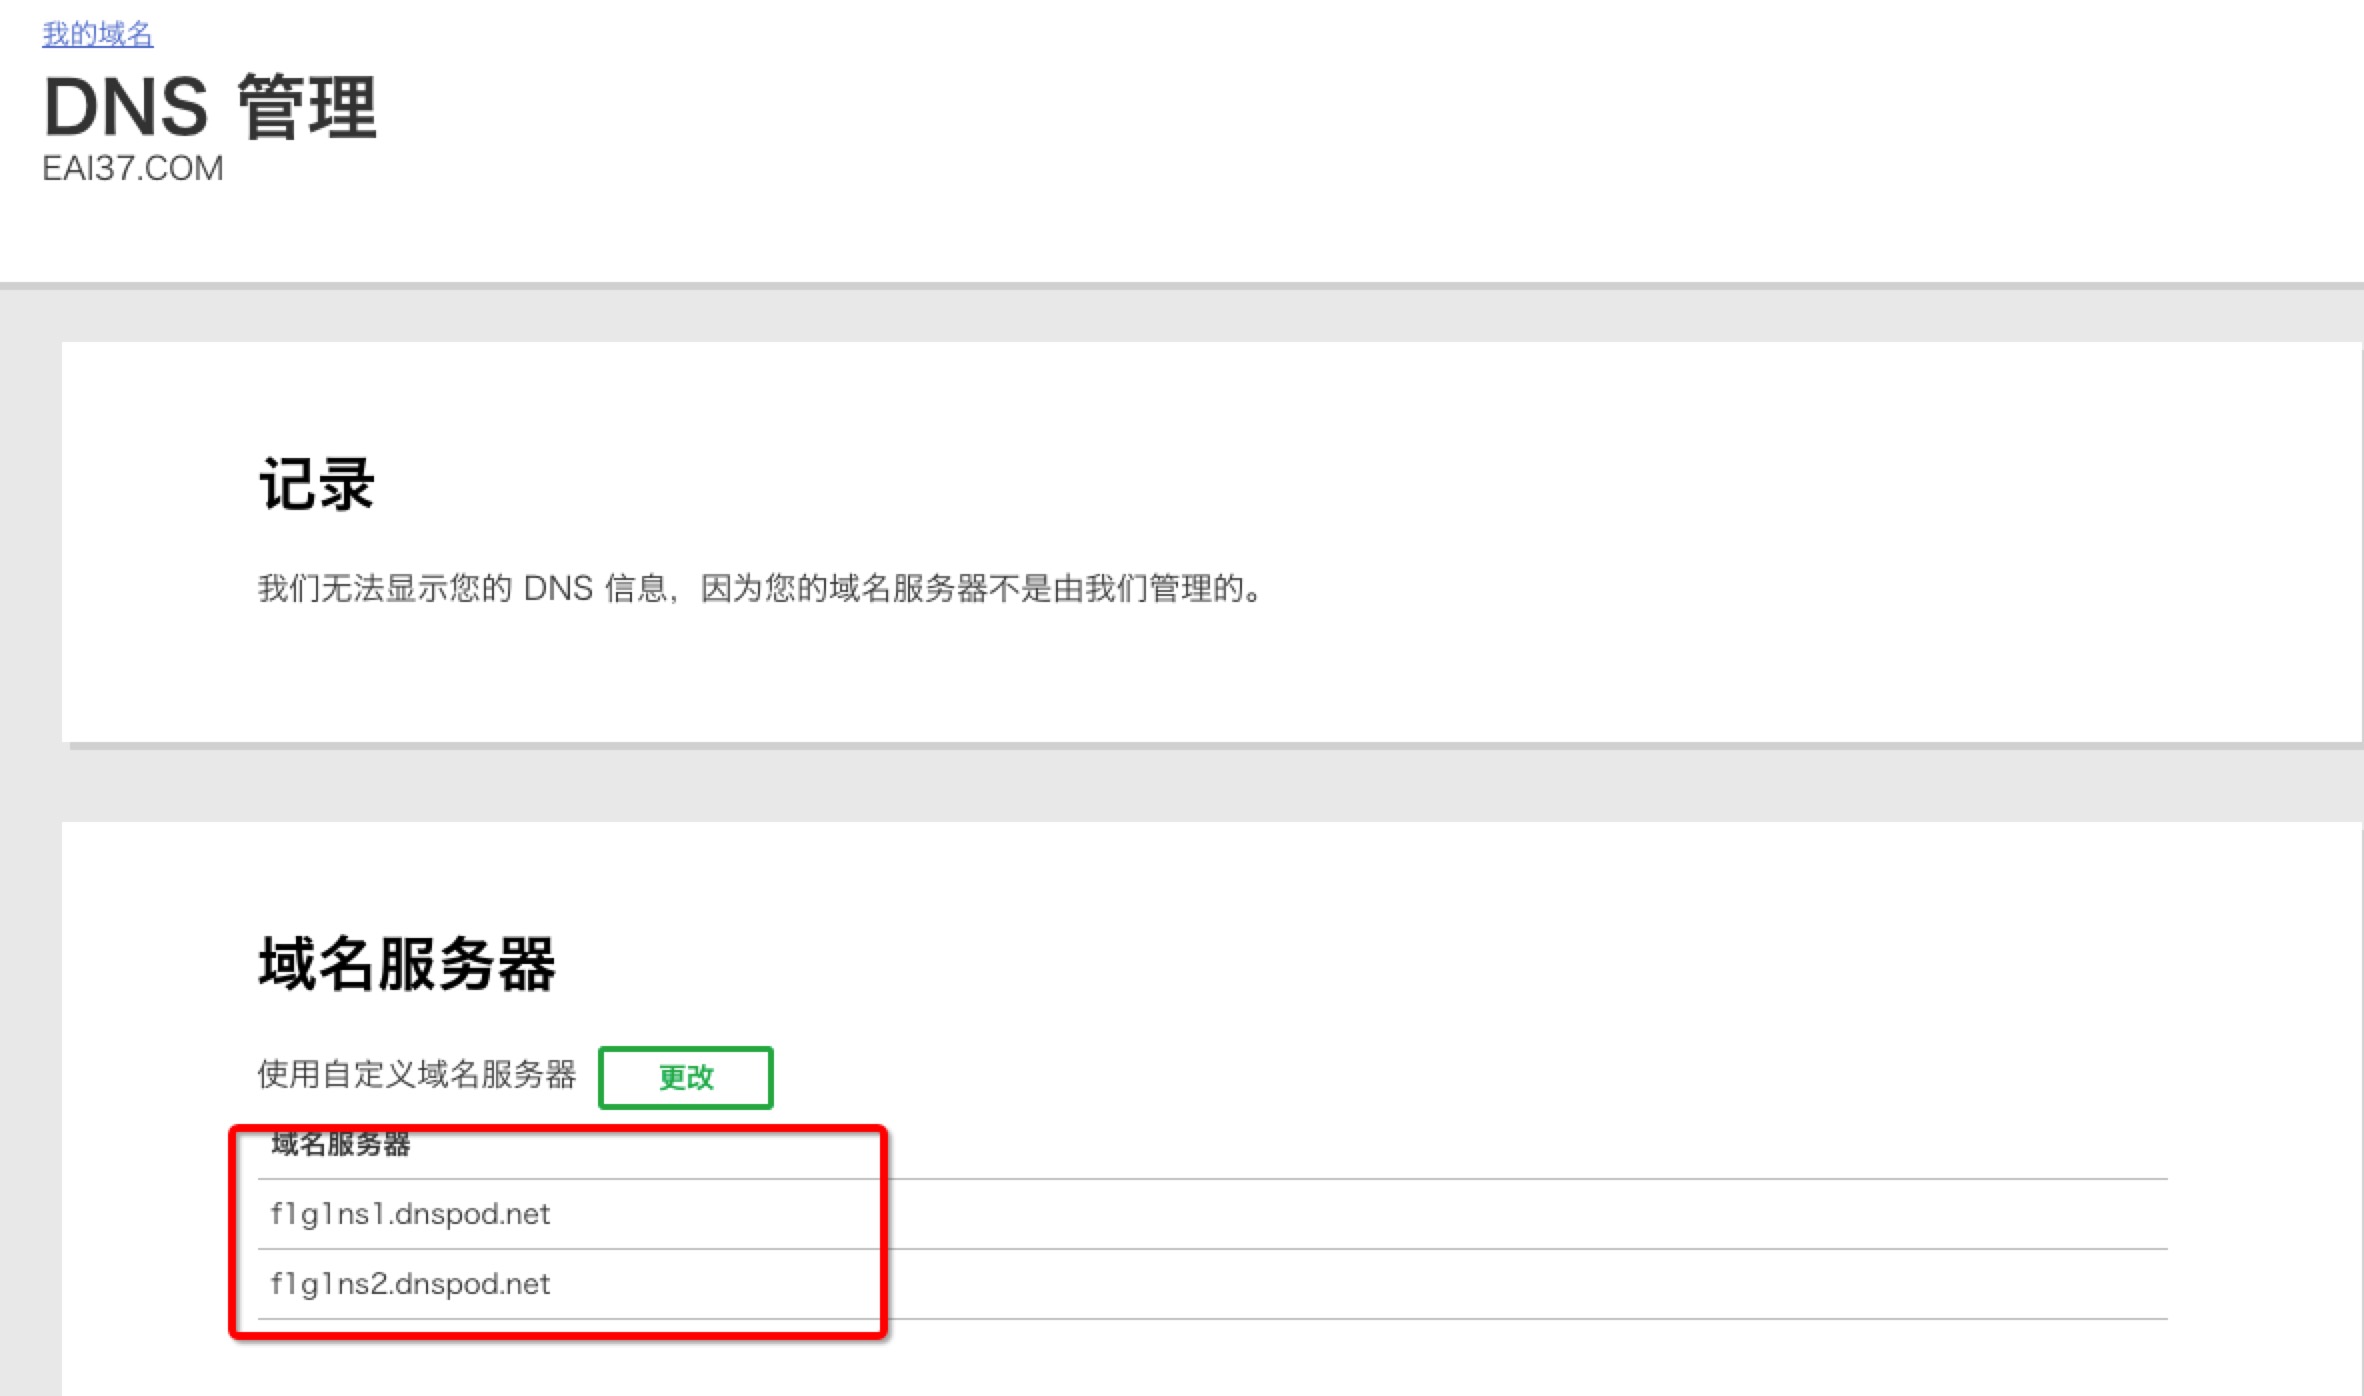 我的域名
DNS 管理
EAI37.COM
记录
我们无法显示您的 DNS 信息，因为您的域名服务器不是由我们管理的。
域名服务器
使用自定义域名服务器 更改
域名服务器
f1g1ns1.dnspod.net
f1g1ns2.dnspod.net